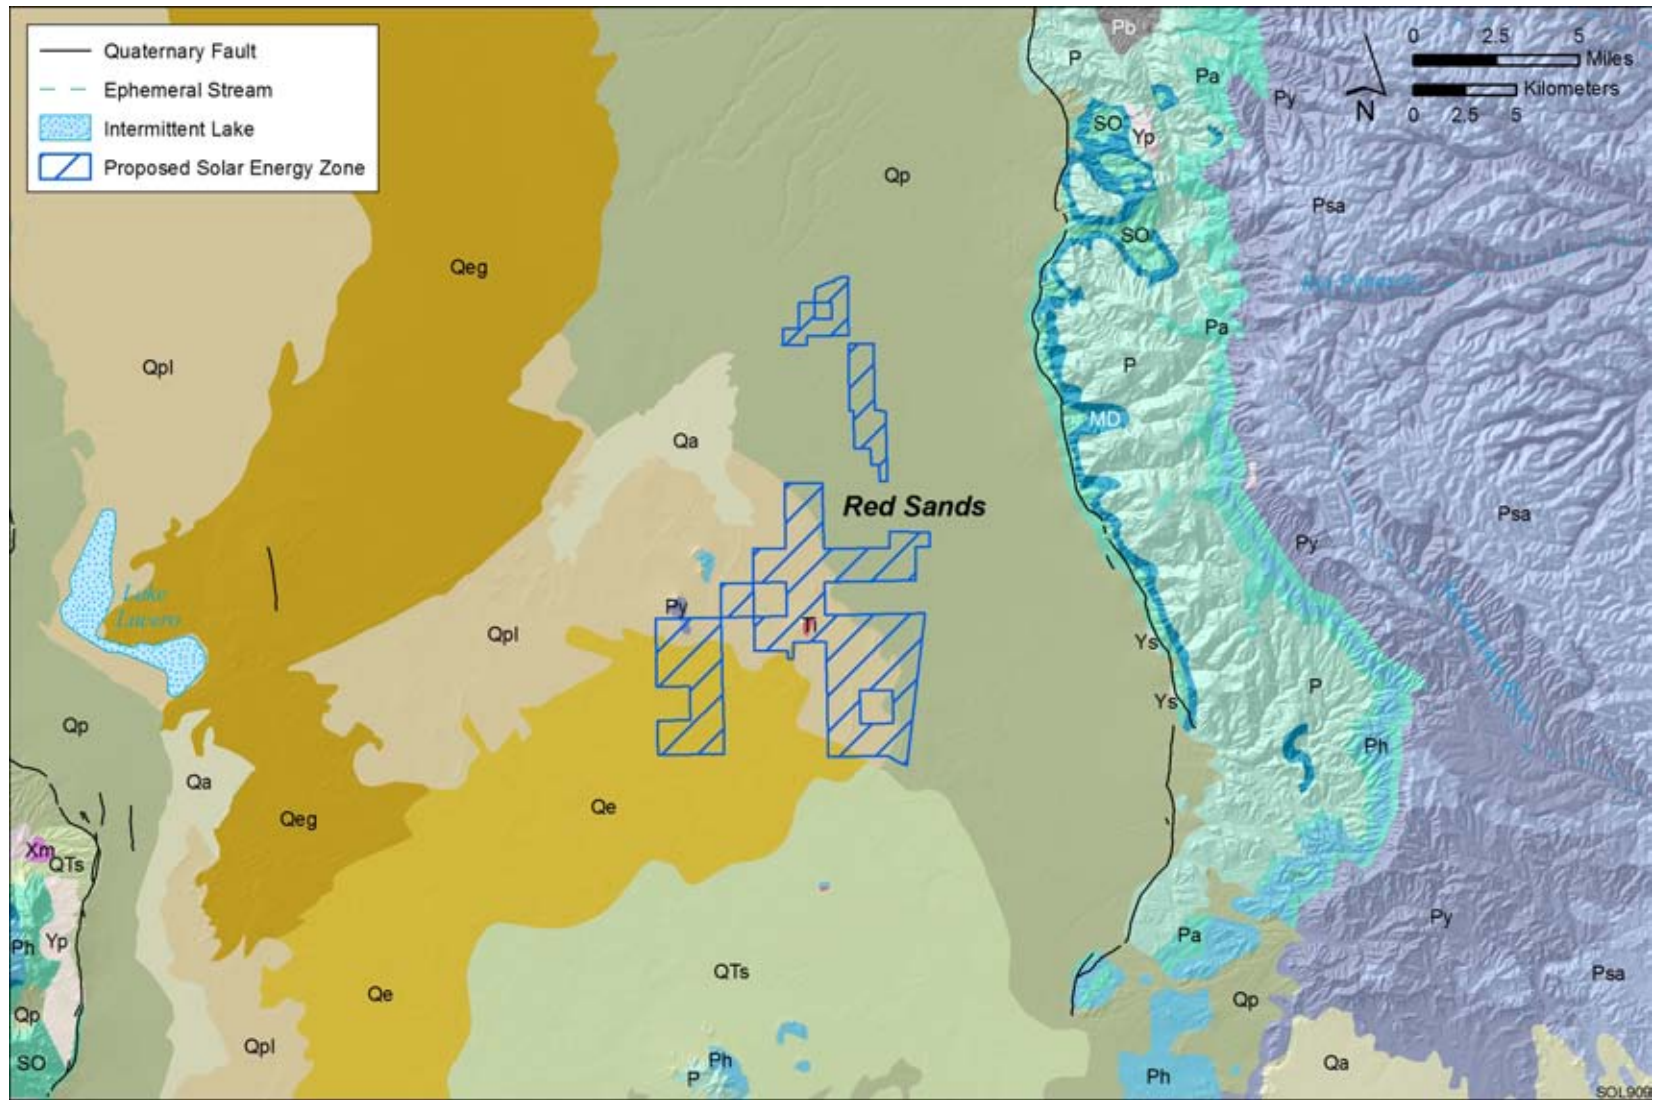 Quaternary Fault
Ephemeral Stream
Intermittent Lake
Proposed Solar Energy Zone
0 2.5 5
Miles
Kilometers
0 2.5 5
N
Pb
P
Pa
Py
SO
Yp
Qp
Psa
SO
Qeg
Pa
Qpl
P
MD
Qa
Red Sands
Psa
Py
Lake
Lucero
Py
Ti
Qpl
Ys
P
Ys
Qp
Ph
Qa
Qe
Qeg
Xm
QTs
Py
Ph
Yp
Pa
QTs
Psa
Qe
Qp
Qp
Qpl
SO
Ph
P
Ph
Qa
SOL909